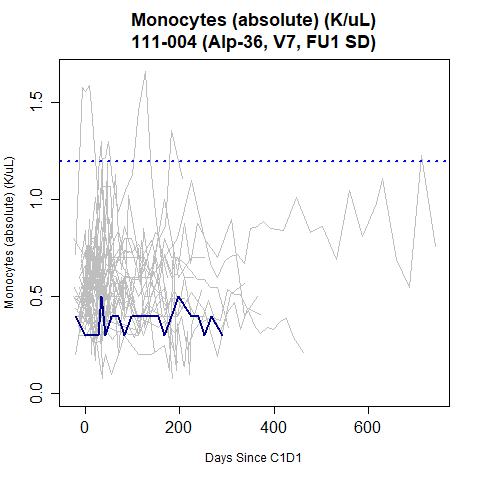 Monocytes (absolute) (K/uL)
111-004 (Alp-36, V7, FU1 SD)
Monocytes (absolute) (K/uL)
1.5
1.0
0.5
0.0
0 200 400 600
Days Since C1D1